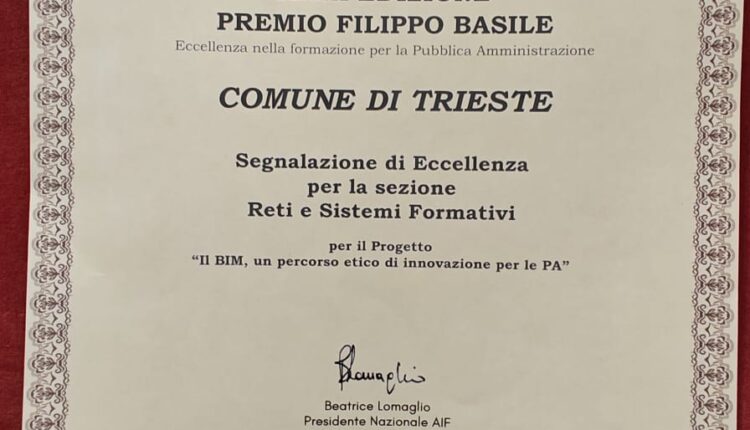 PREMIO FILIPPO BASILE
Eccellenza nella formazione per la Pubblica Amministrazione
COMUNE DI TRIESTE
Segnalazione di Eccellenza
per la sezione
Reti e Sistemi Formativi
per il Progetto
“Il BIM, un percorso etico di innovazione per le PA”
BLomaglio
Beatrice Lomaglio
Presidente Nazionale AIF